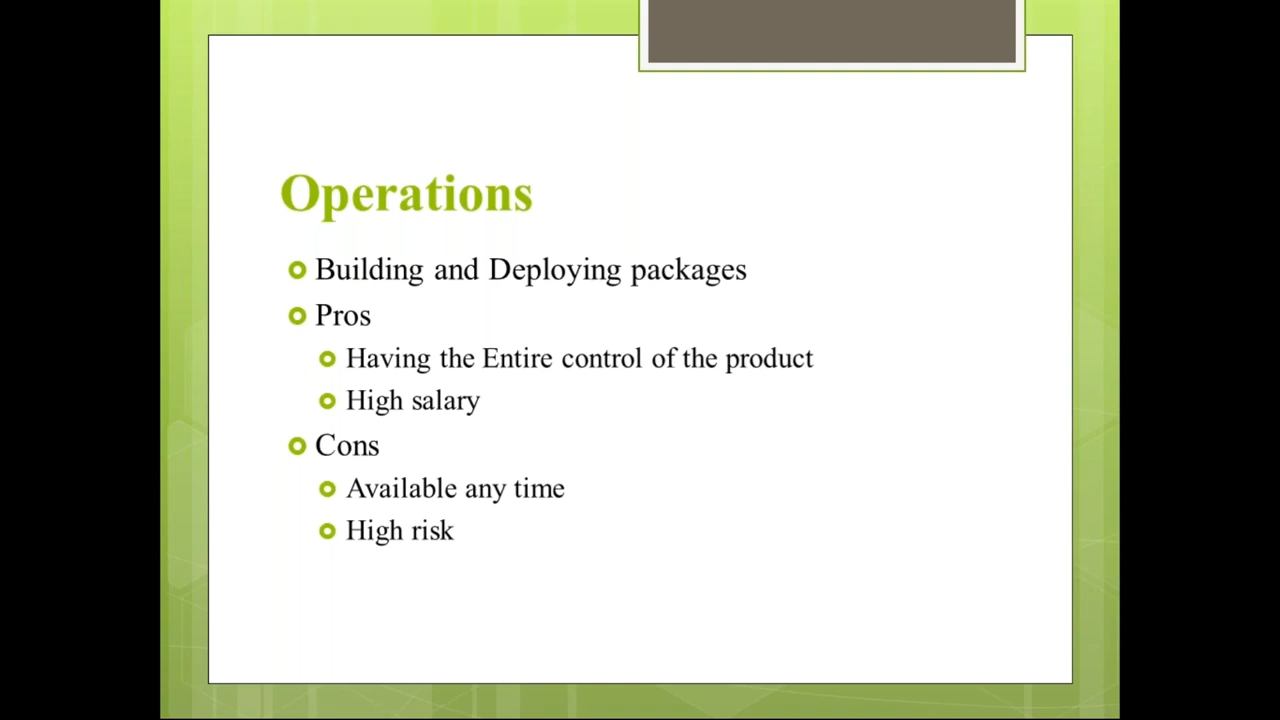 Operations
Building and Deploying packages
Pros
Having the Entire control of the product
High salary
Cons
Available any time
High risk